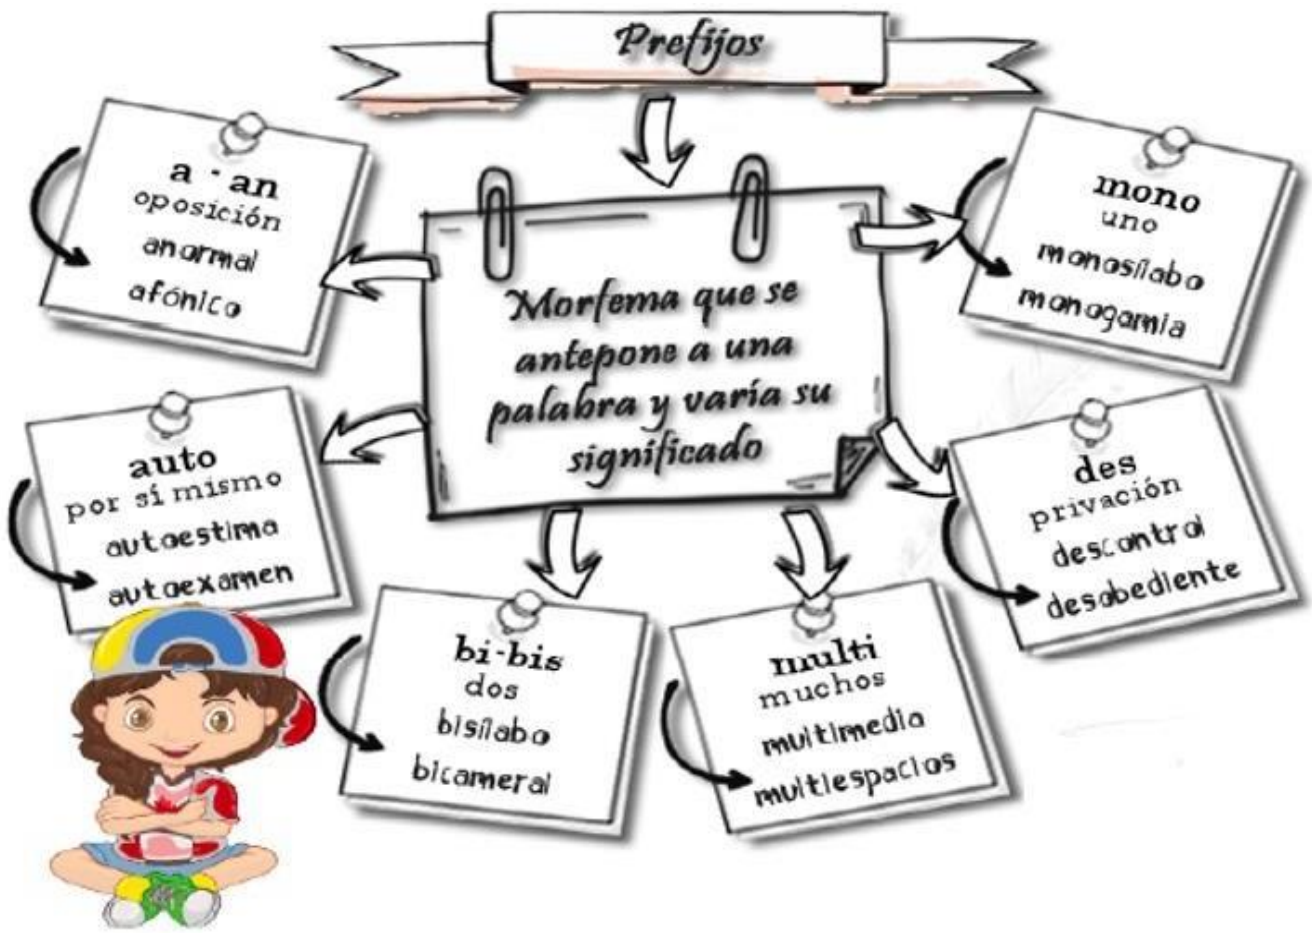 Prefijos
Morfema que se
antepone a una
palabra y varía su
significado
a - an
oposición
anormal
afónico
mono
uno
monosílabo
monogamia
auto
por sí mismo
autoestima
autoexamen
des
privación
descontrol
desobediente
bi-bis
dos
bisílabo
bicameral
multi
muchos
multimedia
multiespacios